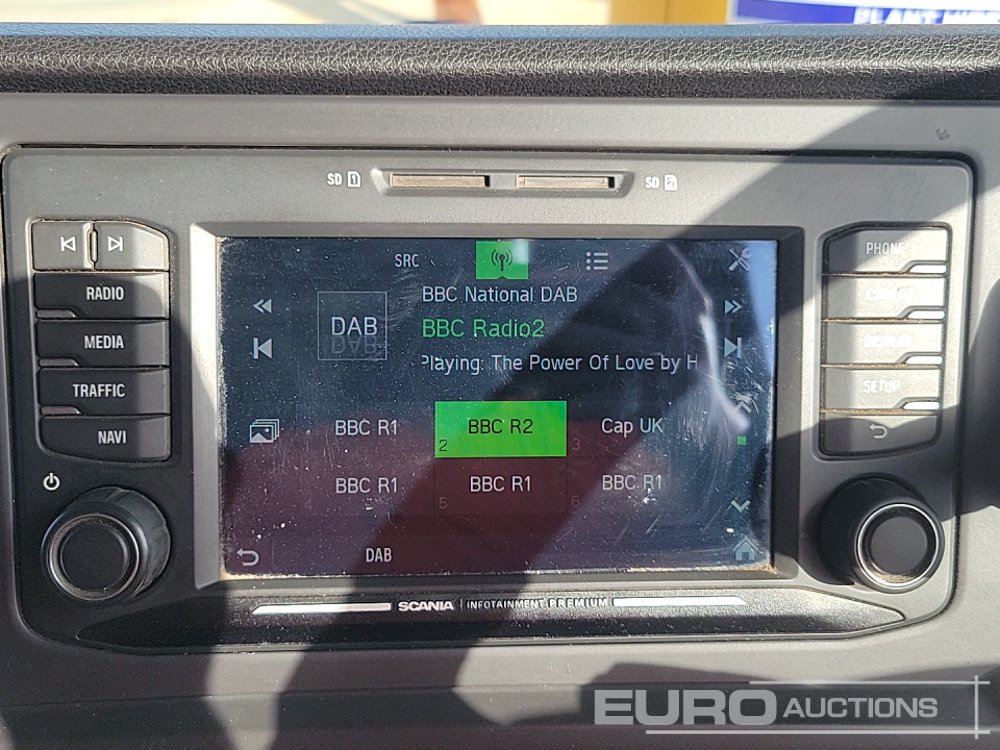 SD 1
SD 2
PHONE
RADIO
MEDIA
TRAFFIC
SETUP
NAVI
SRC
BBC National DAB
DAB
BBC Radio2
Playing: The Power Of Love by H
BBC R1
2 BBC R2
3 Cap UK
BBC R1
5 BBC R1
6 BBC R1
DAB
SCANIA INFOTAINMENT PREMIUM
EURO AUCTIONS